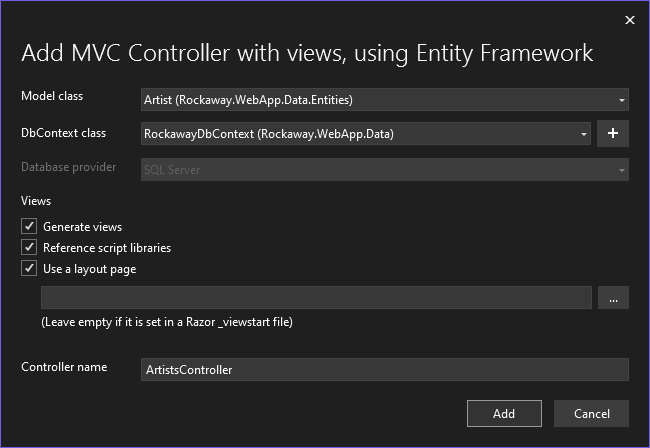 Add MVC Controller with views, using Entity Framework
Model class
Artist (Rockaway.WebApp.Data.Entities)
DbContext class
RockawayDbContext (Rockaway.WebApp.Data)
+
Database provider
SQL Server
Views
Generate views
Reference script libraries
Use a layout page
...
(Leave empty if it is set in a Razor _viewstart file)
Controller name
ArtistsController
Add
Cancel